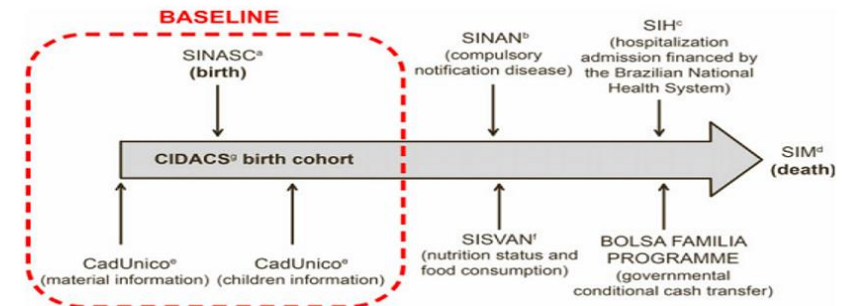 BASELINE
SINASCᵃ
(birth)
SINANᵇ
(compulsory
notification disease)
SIHᶜ
(hospitalization
admission financed by
the Brazilian National
Health System)
CIDACSᵍ birth cohort
SIMᵈ
(death)
CadUnicoᵉ
(material information)
CadUnicoᵉ
(children information)
SISVANᶠ
(nutrition status and
food consumption)
BOLSA FAMILIA
PROGRAMME
(governmental
conditional cash transfer)